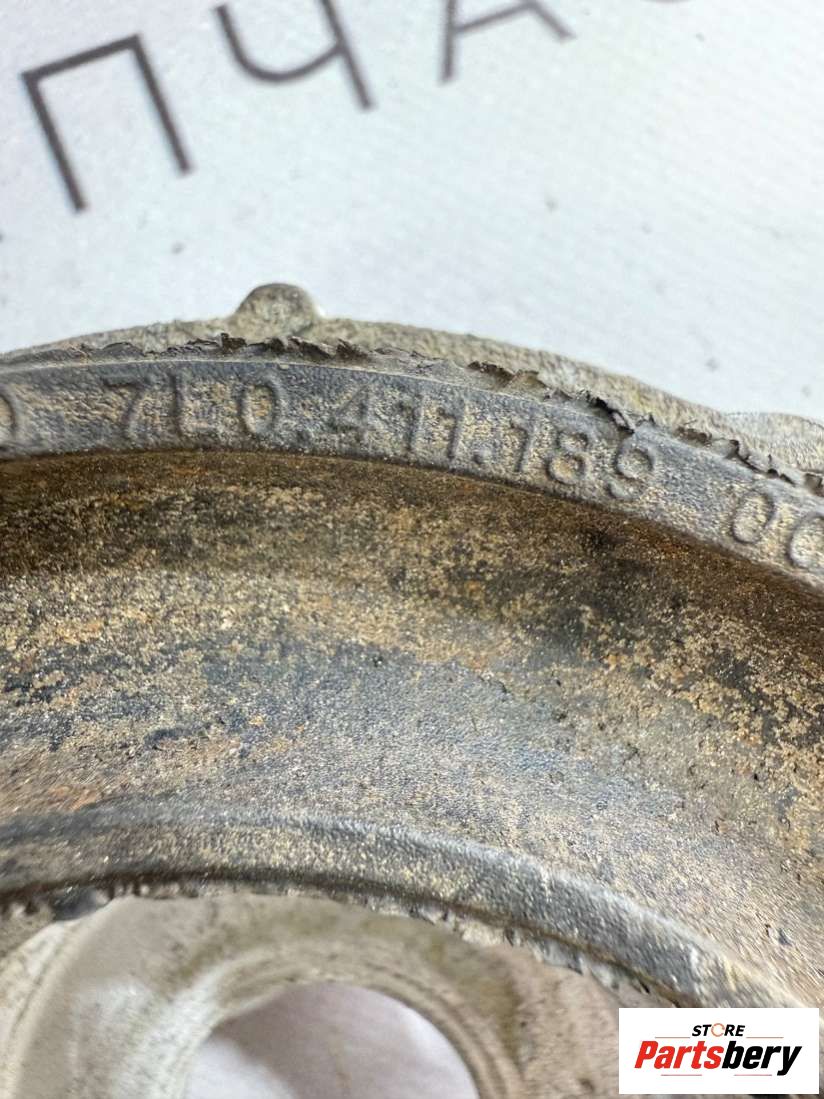 ПЧА
7L0.411.189
STORE
Partsbery